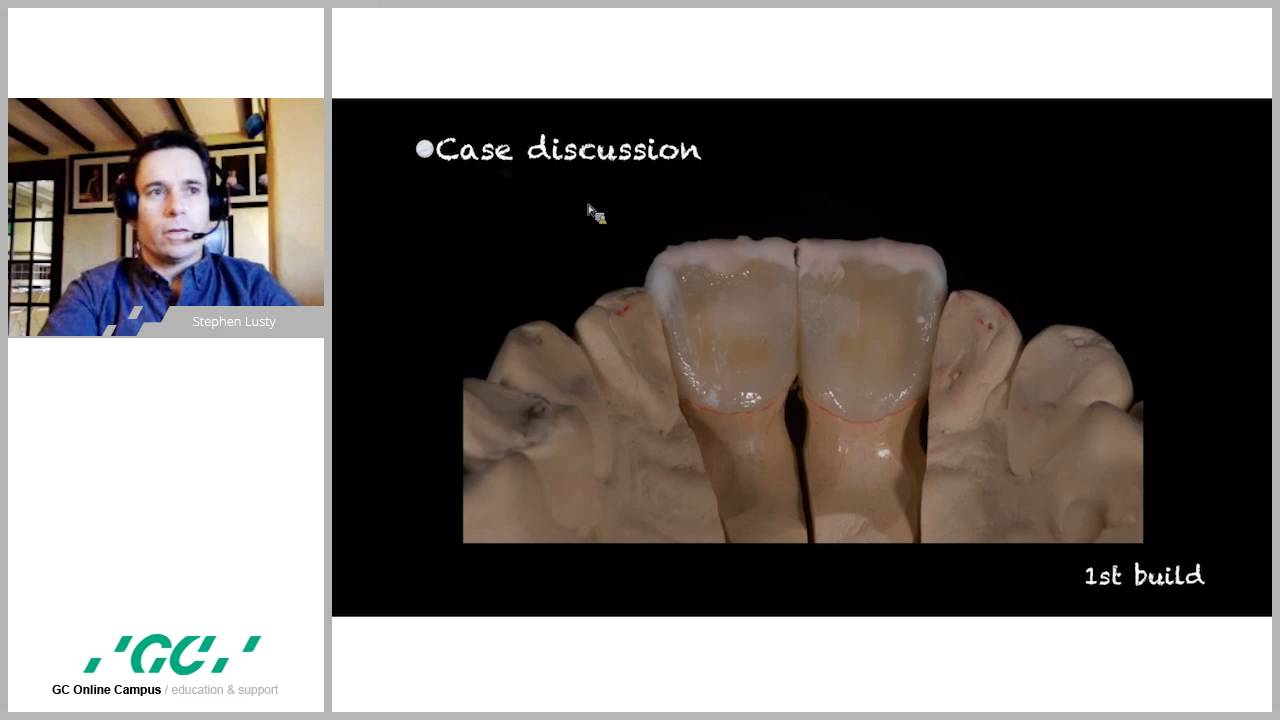 Stephen Lusty
GC
GC Online Campus / education & support
Case discussion
1st build